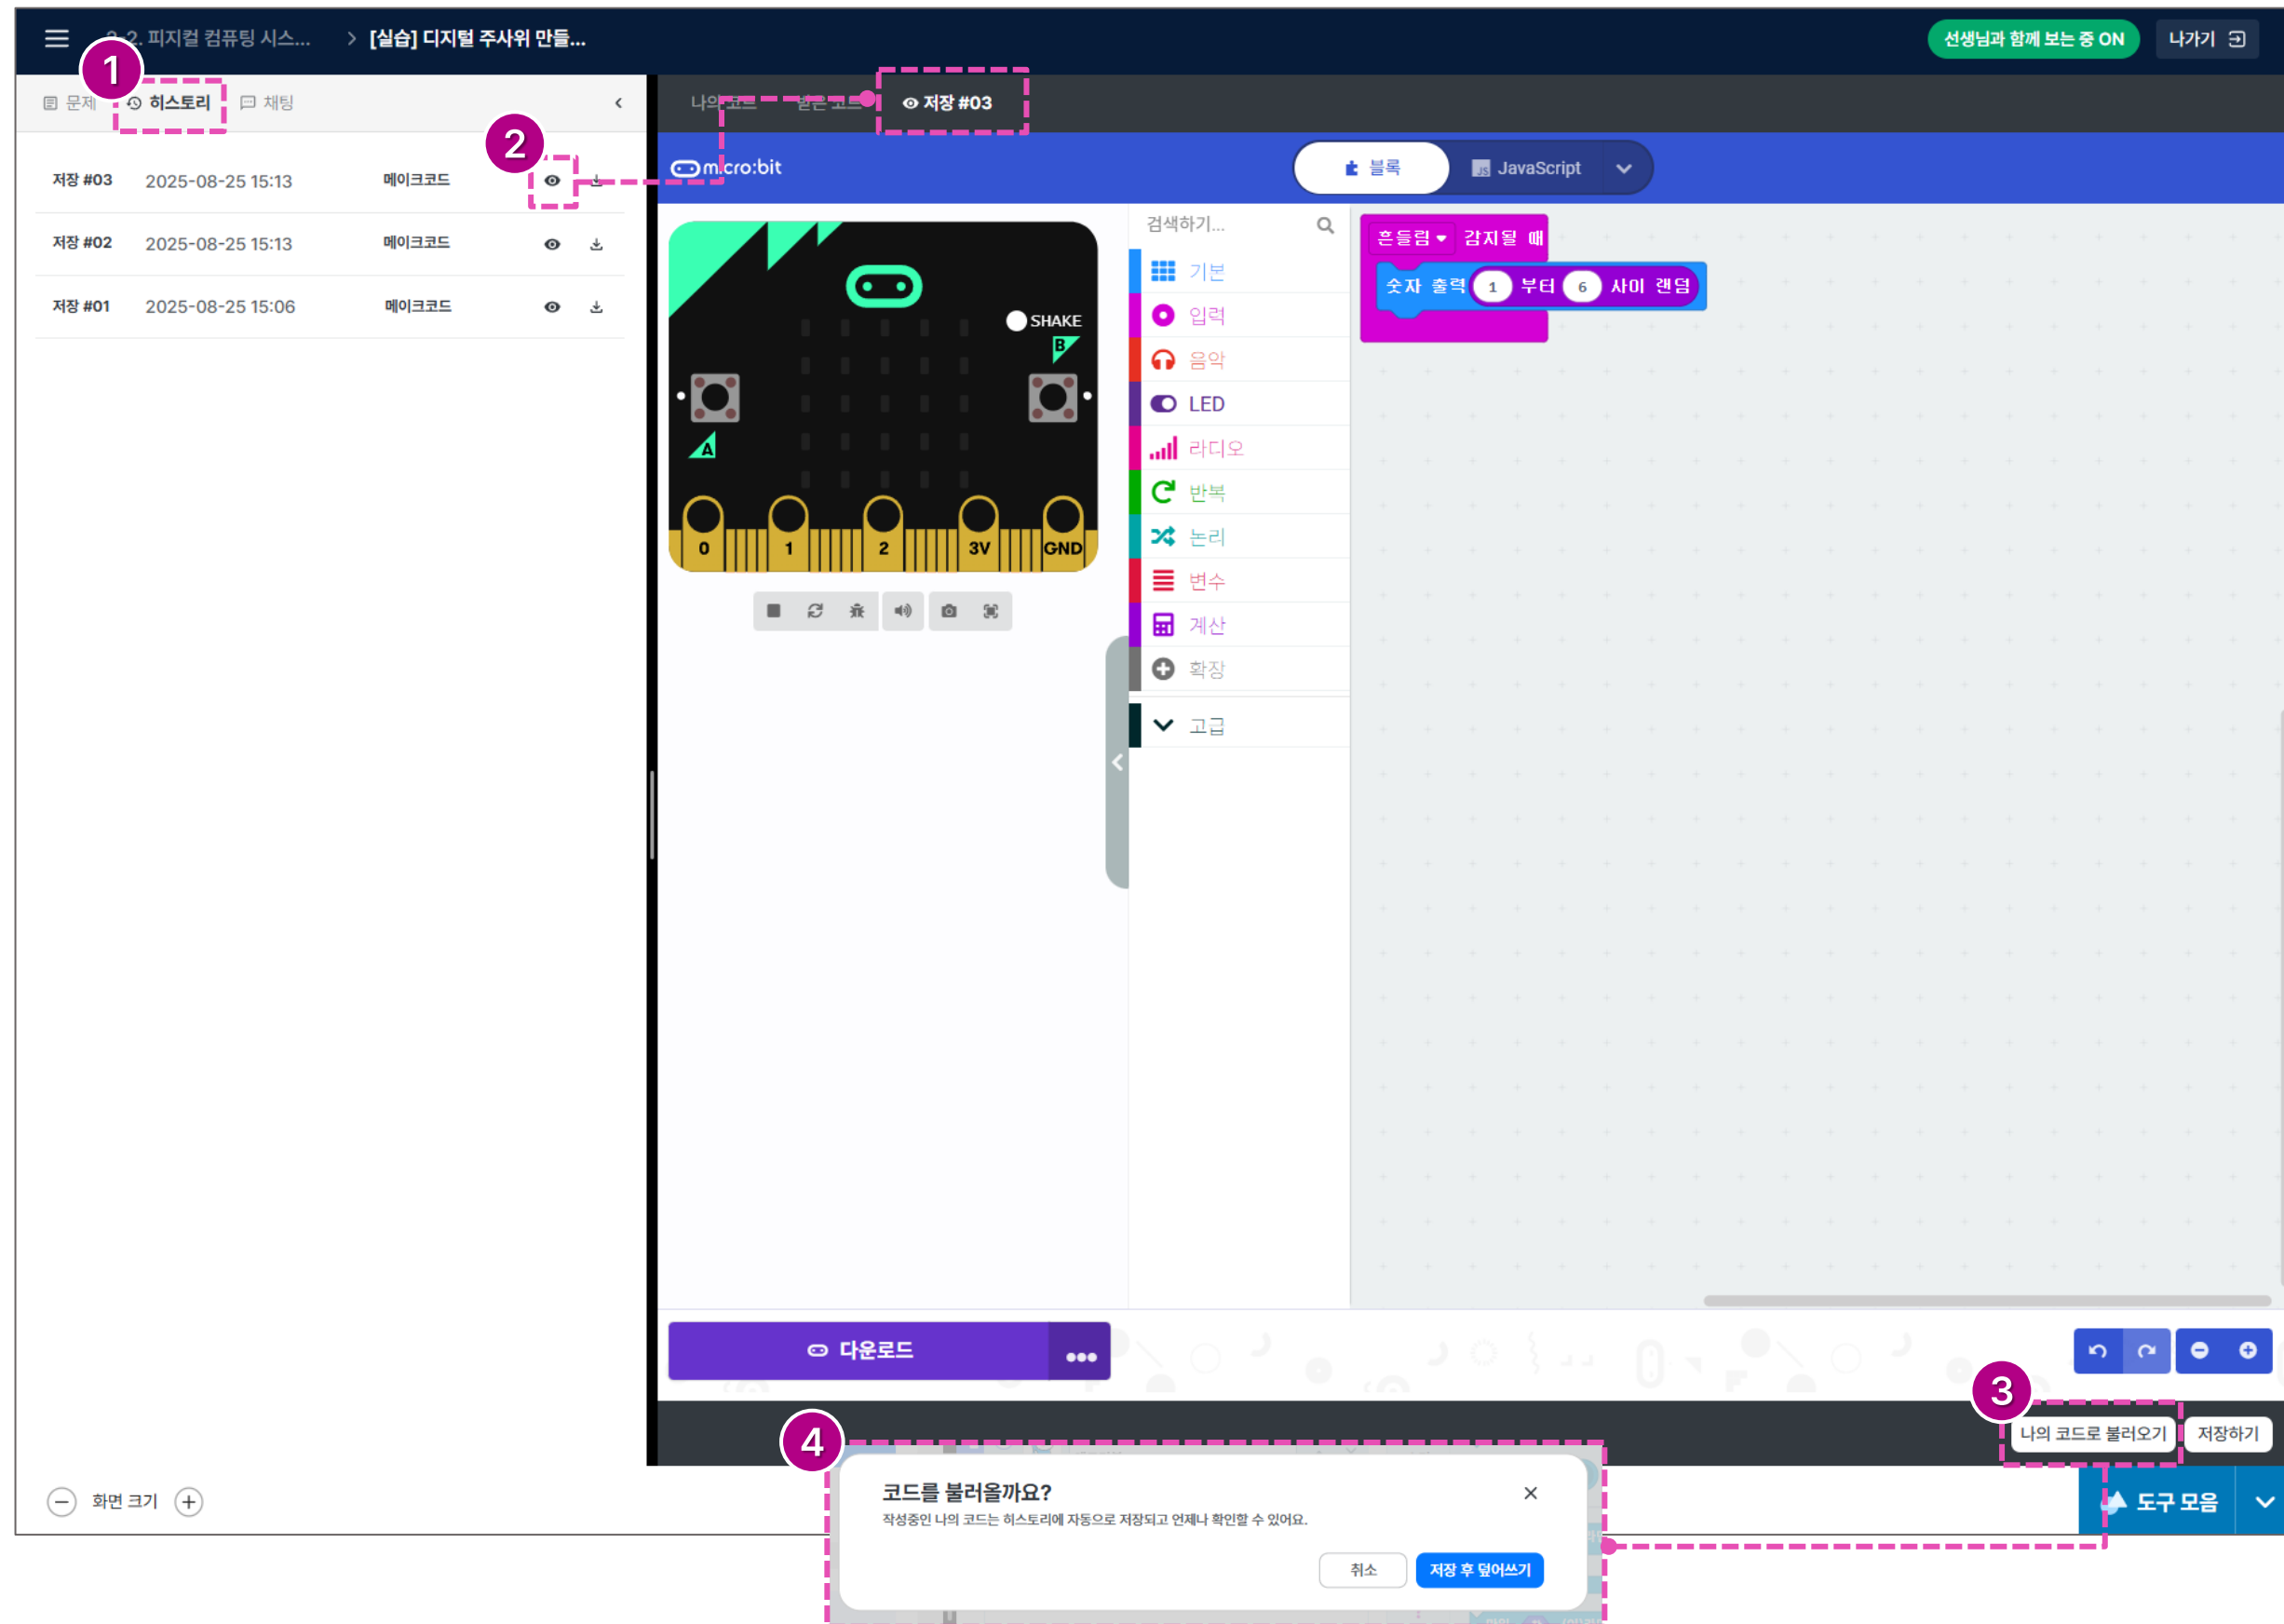 2-2. 피지컬 컴퓨팅 시스... > [실습] 디지털 주사위 만들...
선생님과 함께 보는 중 ON
나가기
1
문제
히스토리
채팅
나의 코드
받은 코드
저장 #03
2
저장 #03 2025-08-25 15:13 메이크코드
저장 #02 2025-08-25 15:13 메이크코드
저장 #01 2025-08-25 15:06 메이크코드
micro:bit
블록
JS JavaScript
SHAKE
B
A
0 1 2 3V GND
검색하기...
기본
입력
음악
LED
라디오
반복
논리
변수
계산
확장
고급
흔들림 감지될 때
숫자 출력 1 부터 6 사이 랜덤
다운로드
3
나의 코드로 불러오기
저장하기
4
코드를 불러올까요?
작성중인 나의 코드는 히스토리에 자동으로 저장되고 언제나 확인할 수 있어요.
취소
저장 후 덮어쓰기
화면 크기
도구 모음